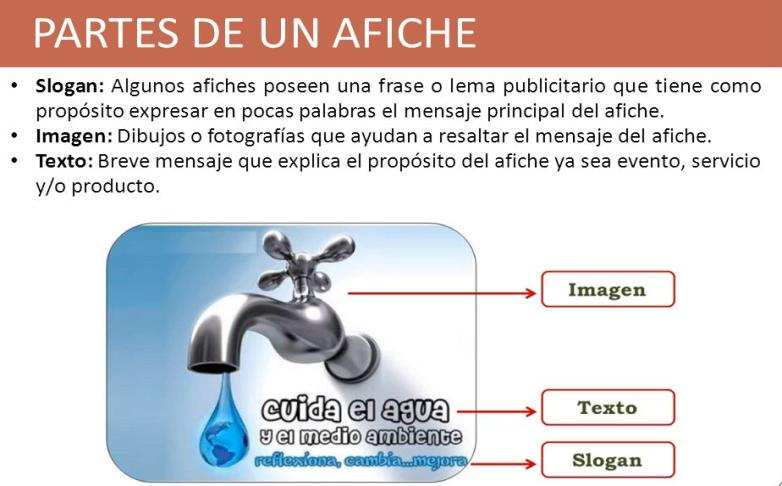 PARTES DE UN AFICHE
• Slogan: Algunos afiches poseen una frase o lema publicitario que tiene como
propósito expresar en pocas palabras el mensaje principal del afiche.
• Imagen: Dibujos o fotografías que ayudan a resaltar el mensaje del afiche.
• Texto: Breve mensaje que explica el propósito del afiche ya sea evento, servicio
y/o producto.
Imagen
cuida el agua
Texto
y el medio ambiente
reflexiona, cambia...mejora
Slogan